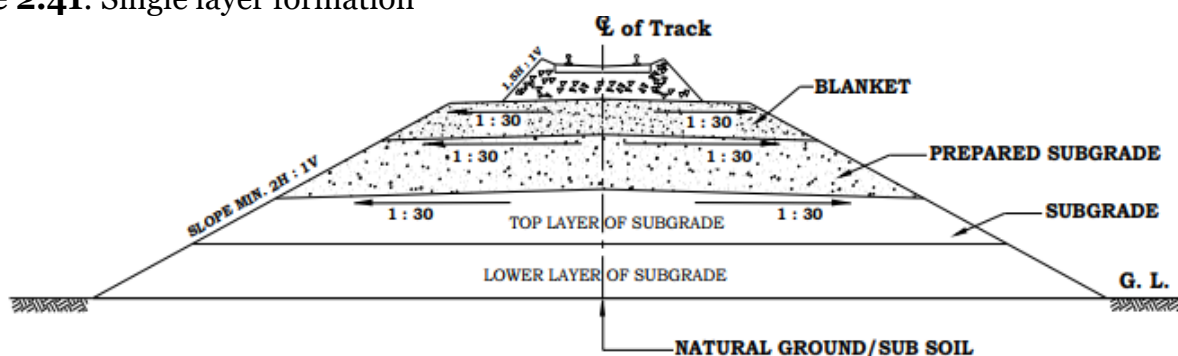 2.41. Single layer formation
℄ of Track
1.5H : 1V
BLANKET
1 : 30
1 : 30
1 : 30
1 : 30
PREPARED SUBGRADE
SLOPE MIN. 2H : 1V
1 : 30
1 : 30
SUBGRADE
TOP LAYER OF SUBGRADE
LOWER LAYER OF SUBGRADE
G. L.
NATURAL GROUND/SUB SOIL